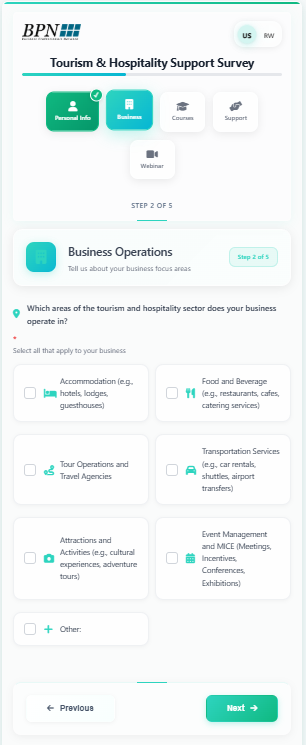 BPN
US RW
Tourism & Hospitality Support Survey
Personal Info
Business
Courses
Support
Webinar
STEP 2 OF 5
Business Operations
Tell us about your business focus areas
Step 2 of 5
Which areas of the tourism and hospitality sector does your business
operate in?
*
Select all that apply to your business
Accommodation (e.g.,
hotels, lodges,
guesthouses)
Food and Beverage
(e.g., restaurants, cafes,
catering services)
Tour Operations and
Travel Agencies
Transportation Services
(e.g., car rentals,
shuttles, airport
transfers)
Attractions and
Activities (e.g., cultural
experiences, adventure
tours)
Event Management
and MICE (Meetings,
Incentives,
Conferences,
Exhibitions)
Other:
Previous
Next